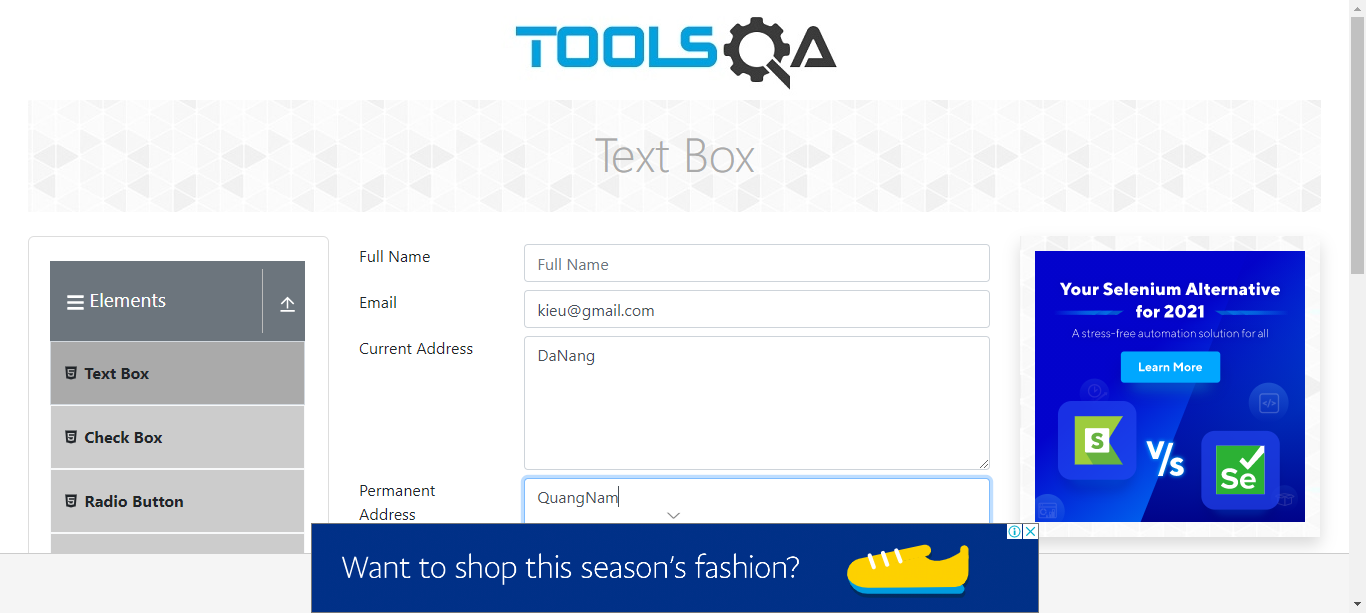 TOOLSQA
Text Box
Elements
Text Box
Check Box
Radio Button
Full Name
Full Name
Email
kieu@gmail.com
Current Address
DaNang
Permanent
Address
QuangNam
Your Selenium Alternative
for 2021
A stress-free automation solution for all
Learn More
S
V/s
Se
Want to shop this season's fashion?